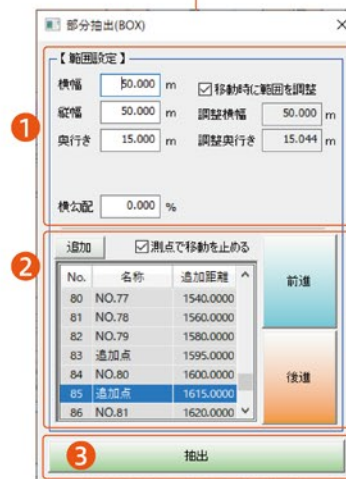 部分抽出(BOX)
【 範囲設定 】
横幅 50.000 m ☑移動時に範囲を調整
縦幅 50.000 m 調整横幅 50.000 m
奥行き 15.000 m 調整奥行き 15.044 m
横公配 0.000 %
1
2
追加 ☑測点で移動を止める
No. 名称 追加距離
80 NO.77 1540.0000
81 NO.78 1560.0000
82 NO.79 1580.0000
83 追加点 1595.0000
84 NO.80 1600.0000
85 追加点 1615.0000
86 NO.81 1620.0000
前進
後進
3 抽出